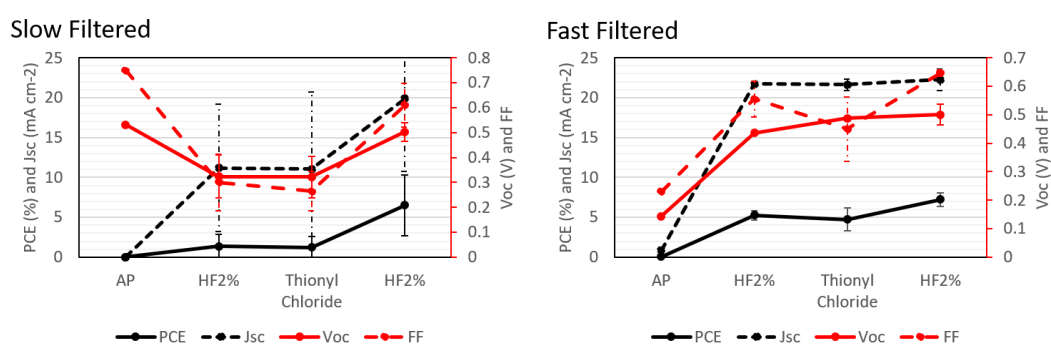 Slow Filtered
PCE (%) and Jsc (mA cm-2)
25
20
15
10
5
0
0.8
0.7
0.6
0.5
0.4
0.3
0.2
0.1
0
Voc (V) and FF
AP
HF2%
Thionyl
Chloride
HF2%
PCE
Jsc
Voc
FF
Fast Filtered
PCE (%) and Jsc (mA cm-2)
25
20
15
10
5
0
0.7
0.6
0.5
0.4
0.3
0.2
0.1
0
Voc (V) and FF
AP
HF2%
Thionyl
Chloride
HF2%
PCE
Jsc
Voc
FF